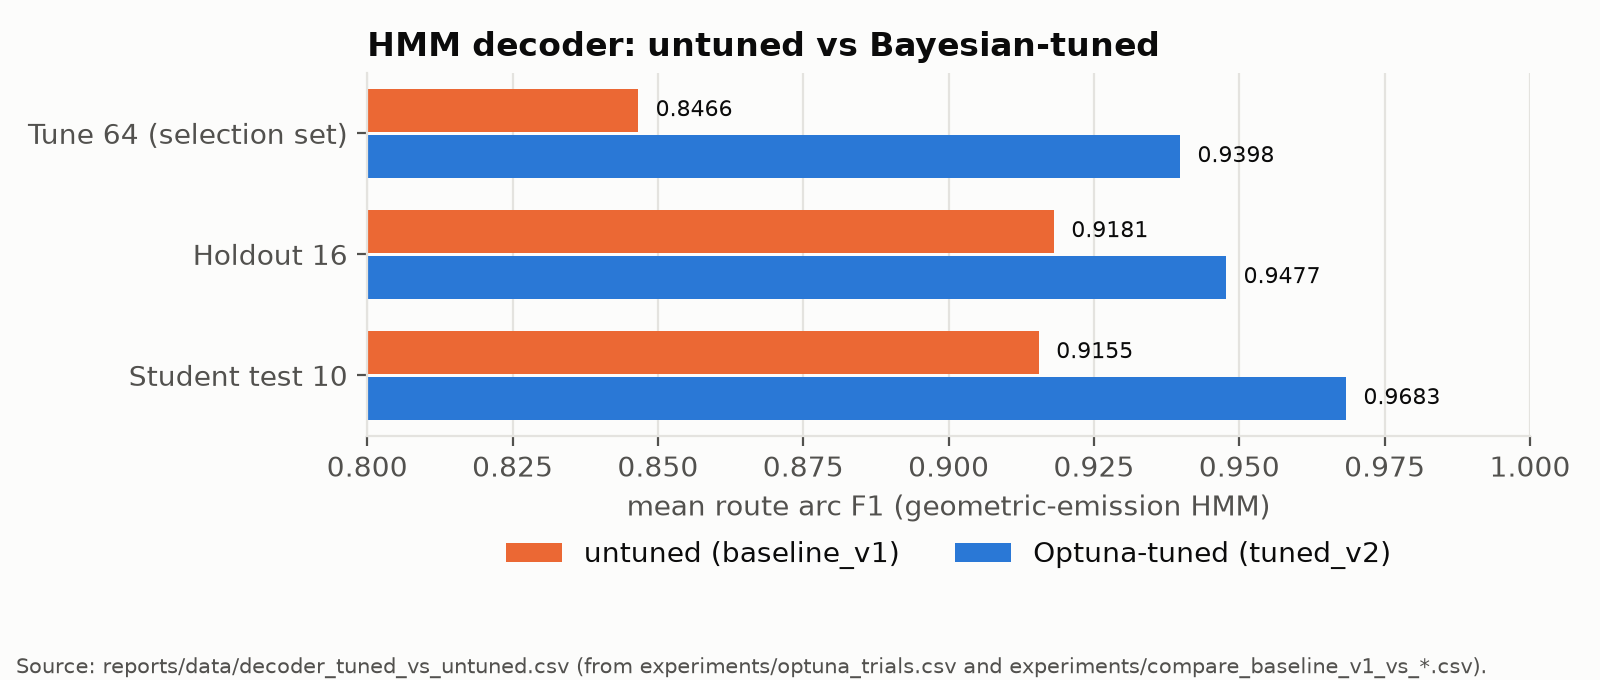 HMM decoder: untuned vs Bayesian-tuned
Tune 64 (selection set)
0.8466
0.9398
Holdout 16
0.9181
0.9477
Student test 10
0.9155
0.9683
0.800 0.825 0.850 0.875 0.900 0.925 0.950 0.975 1.000
mean route arc F1 (geometric-emission HMM)
untuned (baseline_v1) Optuna-tuned (tuned_v2)
Source: reports/data/decoder_tuned_vs_untuned.csv (from experiments/optuna_trials.csv and experiments/compare_baseline_v1_vs_*.csv).